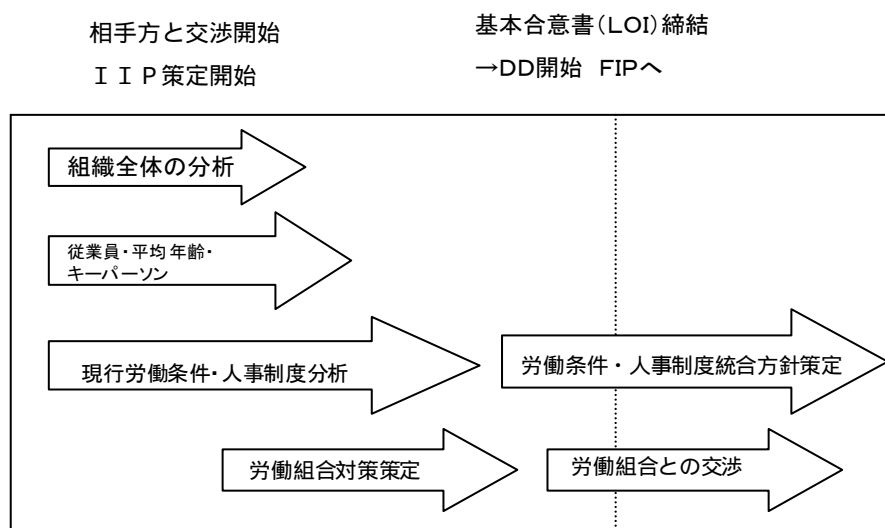 相手方と交渉開始
ＩＩＰ策定開始
基本合意書（LOI）締結
→DD開始 FIPへ
組織全体の分析
従業員・平均年齢・
キーパーソン
現行労働条件・人事制度分析
労働条件・人事制度統合方針策定
労働組合対策策定
労働組合との交渉